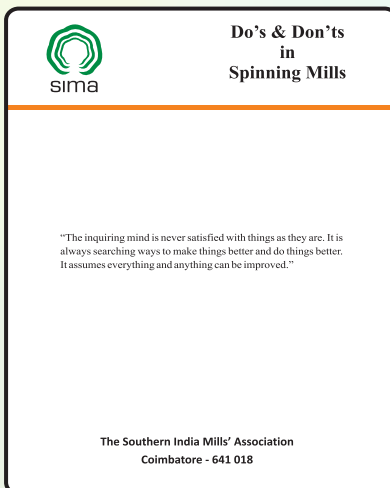 Do’s & Don’ts
in
Spinning Mills
sima
“The inquiring mind is never satisfied with things as they are. It is
always searching ways to make things better and do things better.
It assumes everything and anything can be improved.”
The Southern India Mills’ Association
Coimbatore - 641 018